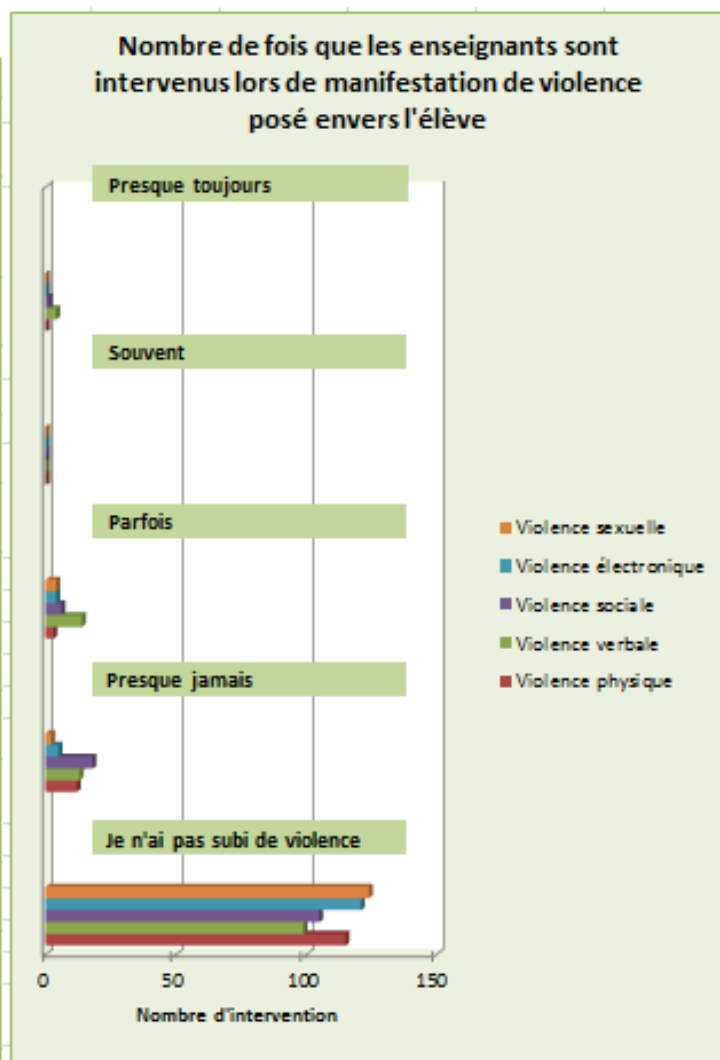 Nombre de fois que les enseignants sont
intervenus lors de manifestation de violence
posé envers l'élève
Presque toujours
Souvent
Parfois
Presque jamais
Je n'ai pas subi de violence
Violence sexuelle
Violence électronique
Violence sociale
Violence verbale
Violence physique
0 50 100 150
Nombre d'intervention